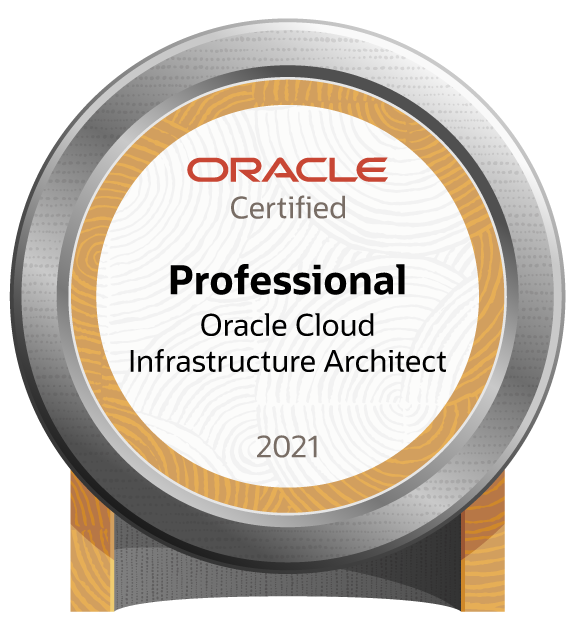 ORACLE
Certified
Professional
Oracle Cloud
Infrastructure Architect
2021